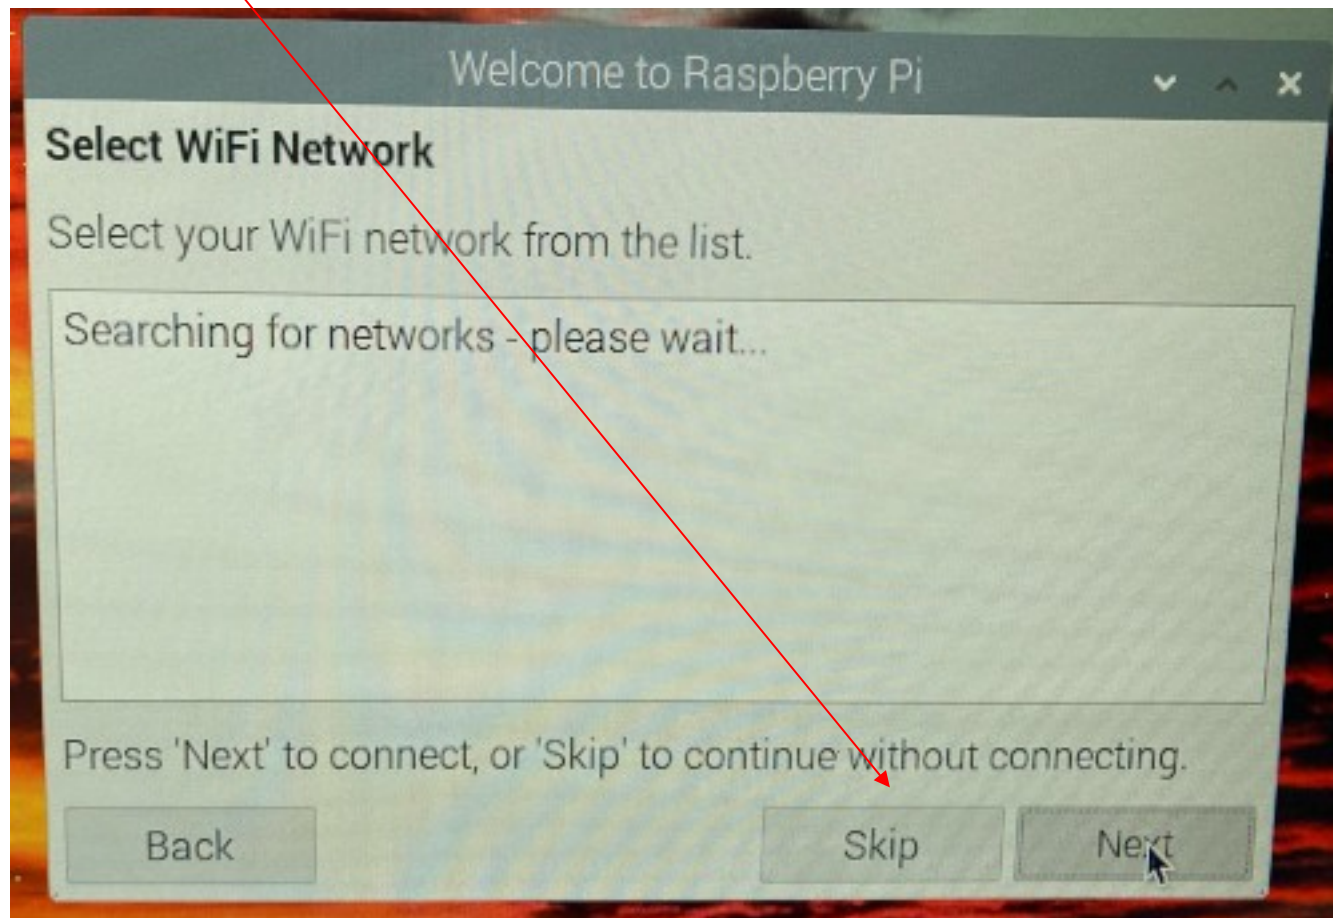 Welcome to Raspberry Pi
Select WiFi Network
Select your WiFi network from the list.
Searching for networks - please wait...
Press 'Next' to connect, or 'Skip' to continue without connecting.
Back Skip Next